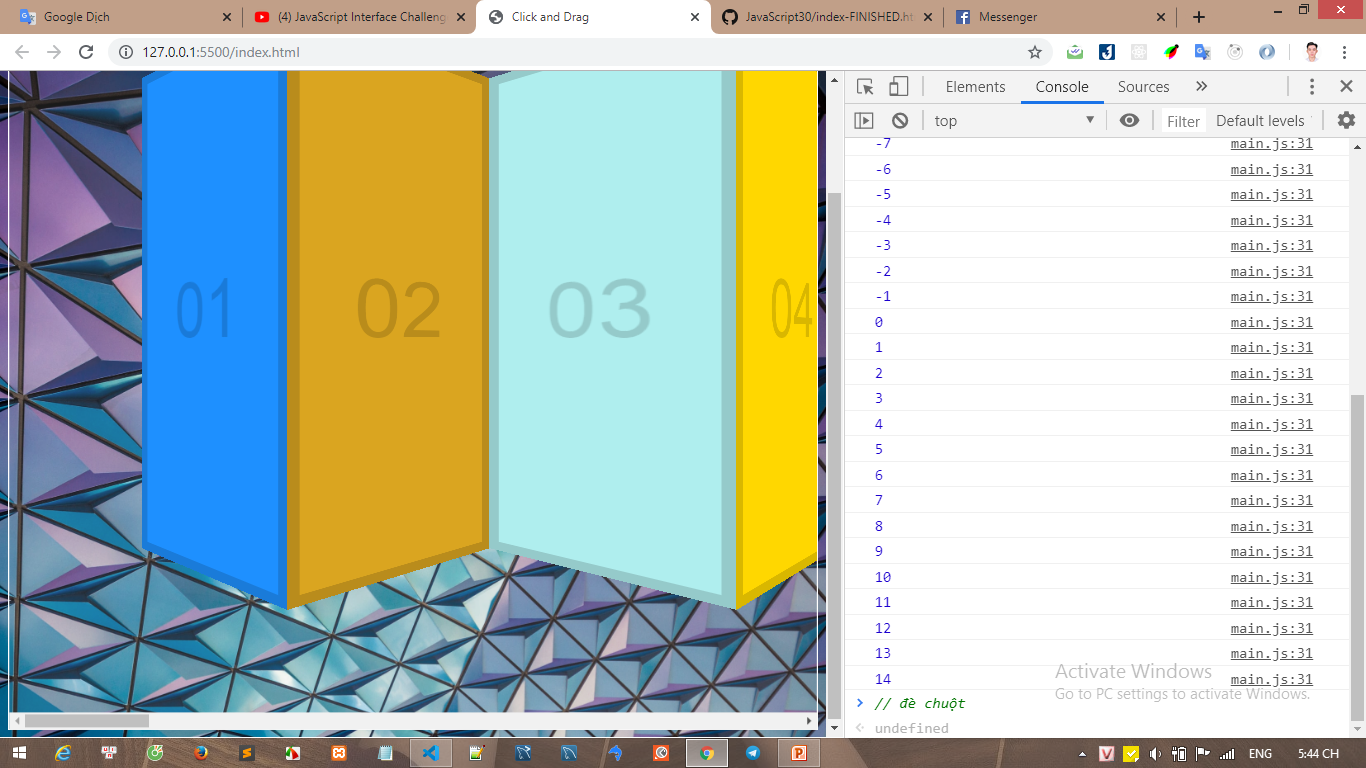 Google Dịch
(4) JavaScript Interface Challeng
Click and Drag
JavaScript30/index-FINISHED.ht
Messenger
127.0.0.1:5500/index.html
Elements
Console
Sources
top
Filter
Default levels
-7 main.js:31
-6 main.js:31
-5 main.js:31
-4 main.js:31
-3 main.js:31
-2 main.js:31
-1 main.js:31
0 main.js:31
1 main.js:31
2 main.js:31
3 main.js:31
4 main.js:31
5 main.js:31
6 main.js:31
7 main.js:31
8 main.js:31
9 main.js:31
10 main.js:31
11 main.js:31
12 main.js:31
13 main.js:31
14 main.js:31
// đè chuột
undefined
01
02
03
04
Activate Windows
Go to PC settings to activate Windows.
ENG
5:44 CH